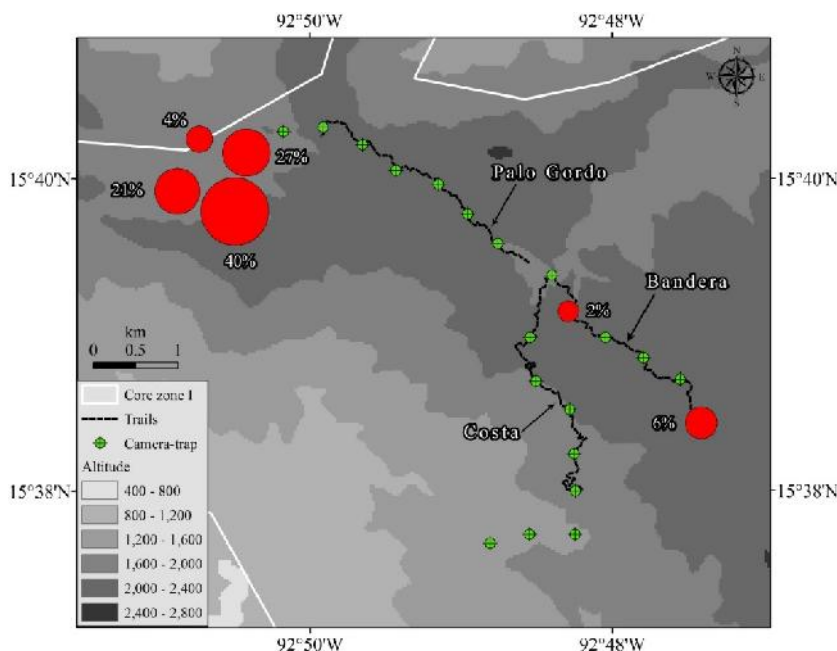 92°50'W
92°48'W
N
W
E
S
4%
27%
15°40'N
15°40'N
21%
Palo Gordo
40%
Bandera
2%
km
0 0.5 1
Core zone I
Trails
Camera-trap
Costa
6%
Altitude
15°38'N
15°38'N
400 - 800
800 - 1,200
1,200 - 1,600
1,600 - 2,000
2,000 - 2,400
2,400 - 2,800
92°50'W
92°48'W